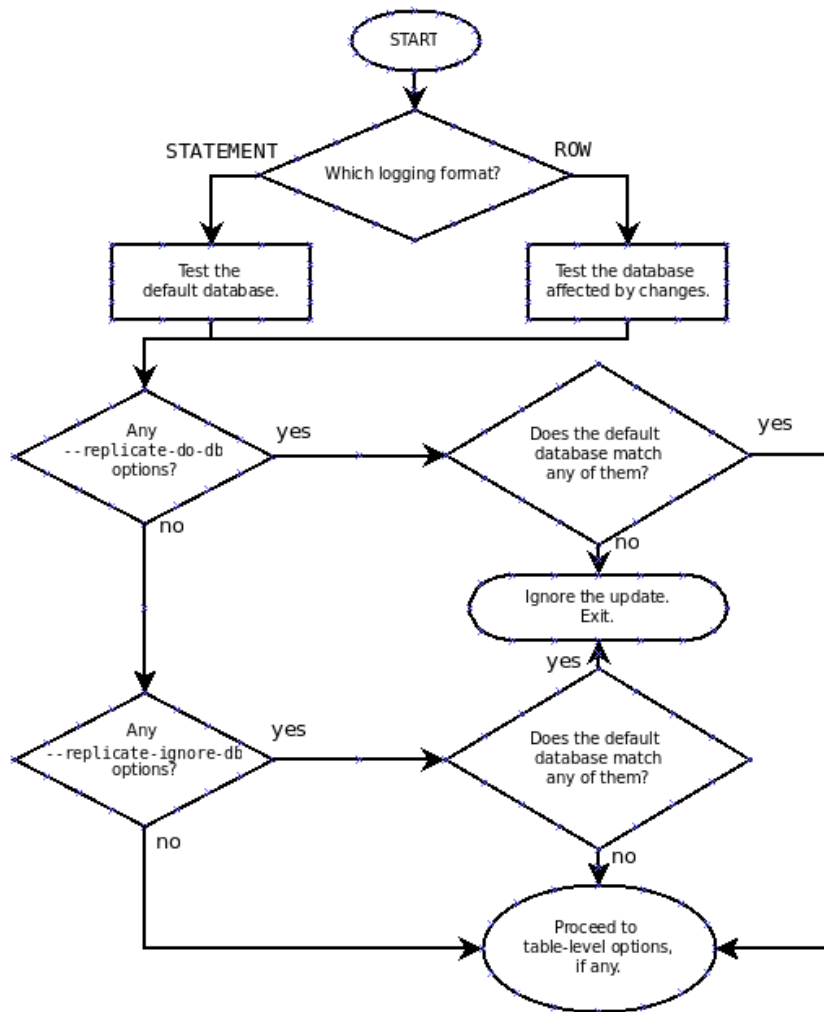 START
STATEMENT
ROW
Which logging format?
Test the
default database.
Test the database
affected by changes.
Any
--replicate-do-db
options?
yes
Does the default
database match
any of them?
yes
no
no
Ignore the update.
Exit.
yes
Any
--replicate-ignore-db
options?
yes
Does the default
database match
any of them?
no
no
Proceed to
table-level options,
if any.